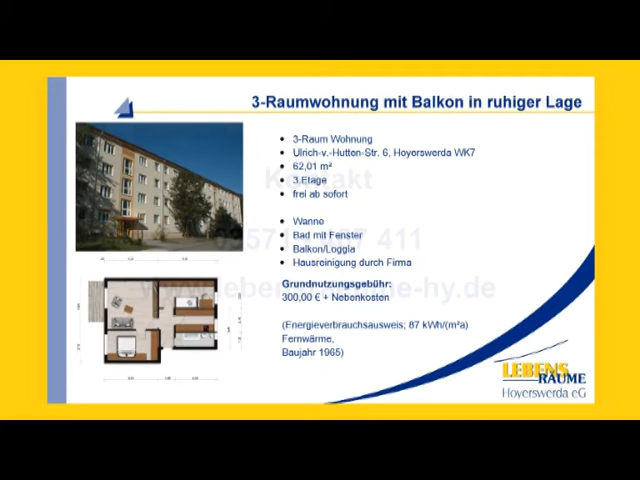 3-Raumwohnung mit Balkon in ruhiger Lage
3-Raum Wohnung
Ulrich-v.-Hutten-Str. 6, Hoyerswerda WK7
62,01 m²
3.Etage
frei ab sofort
Kontakt
Wanne
Bad mit Fenster
Balkon/Loggia
Hausreinigung durch Firma
411
Grundnutzungsgebühr:
300,00 € + Nebenkosten
(Energieverbrauchsausweis; 87 kWh/(m²a)
Fernwärme,
Baujahr 1965)
LEBENS
RÄUME
Hoyerswerda eG